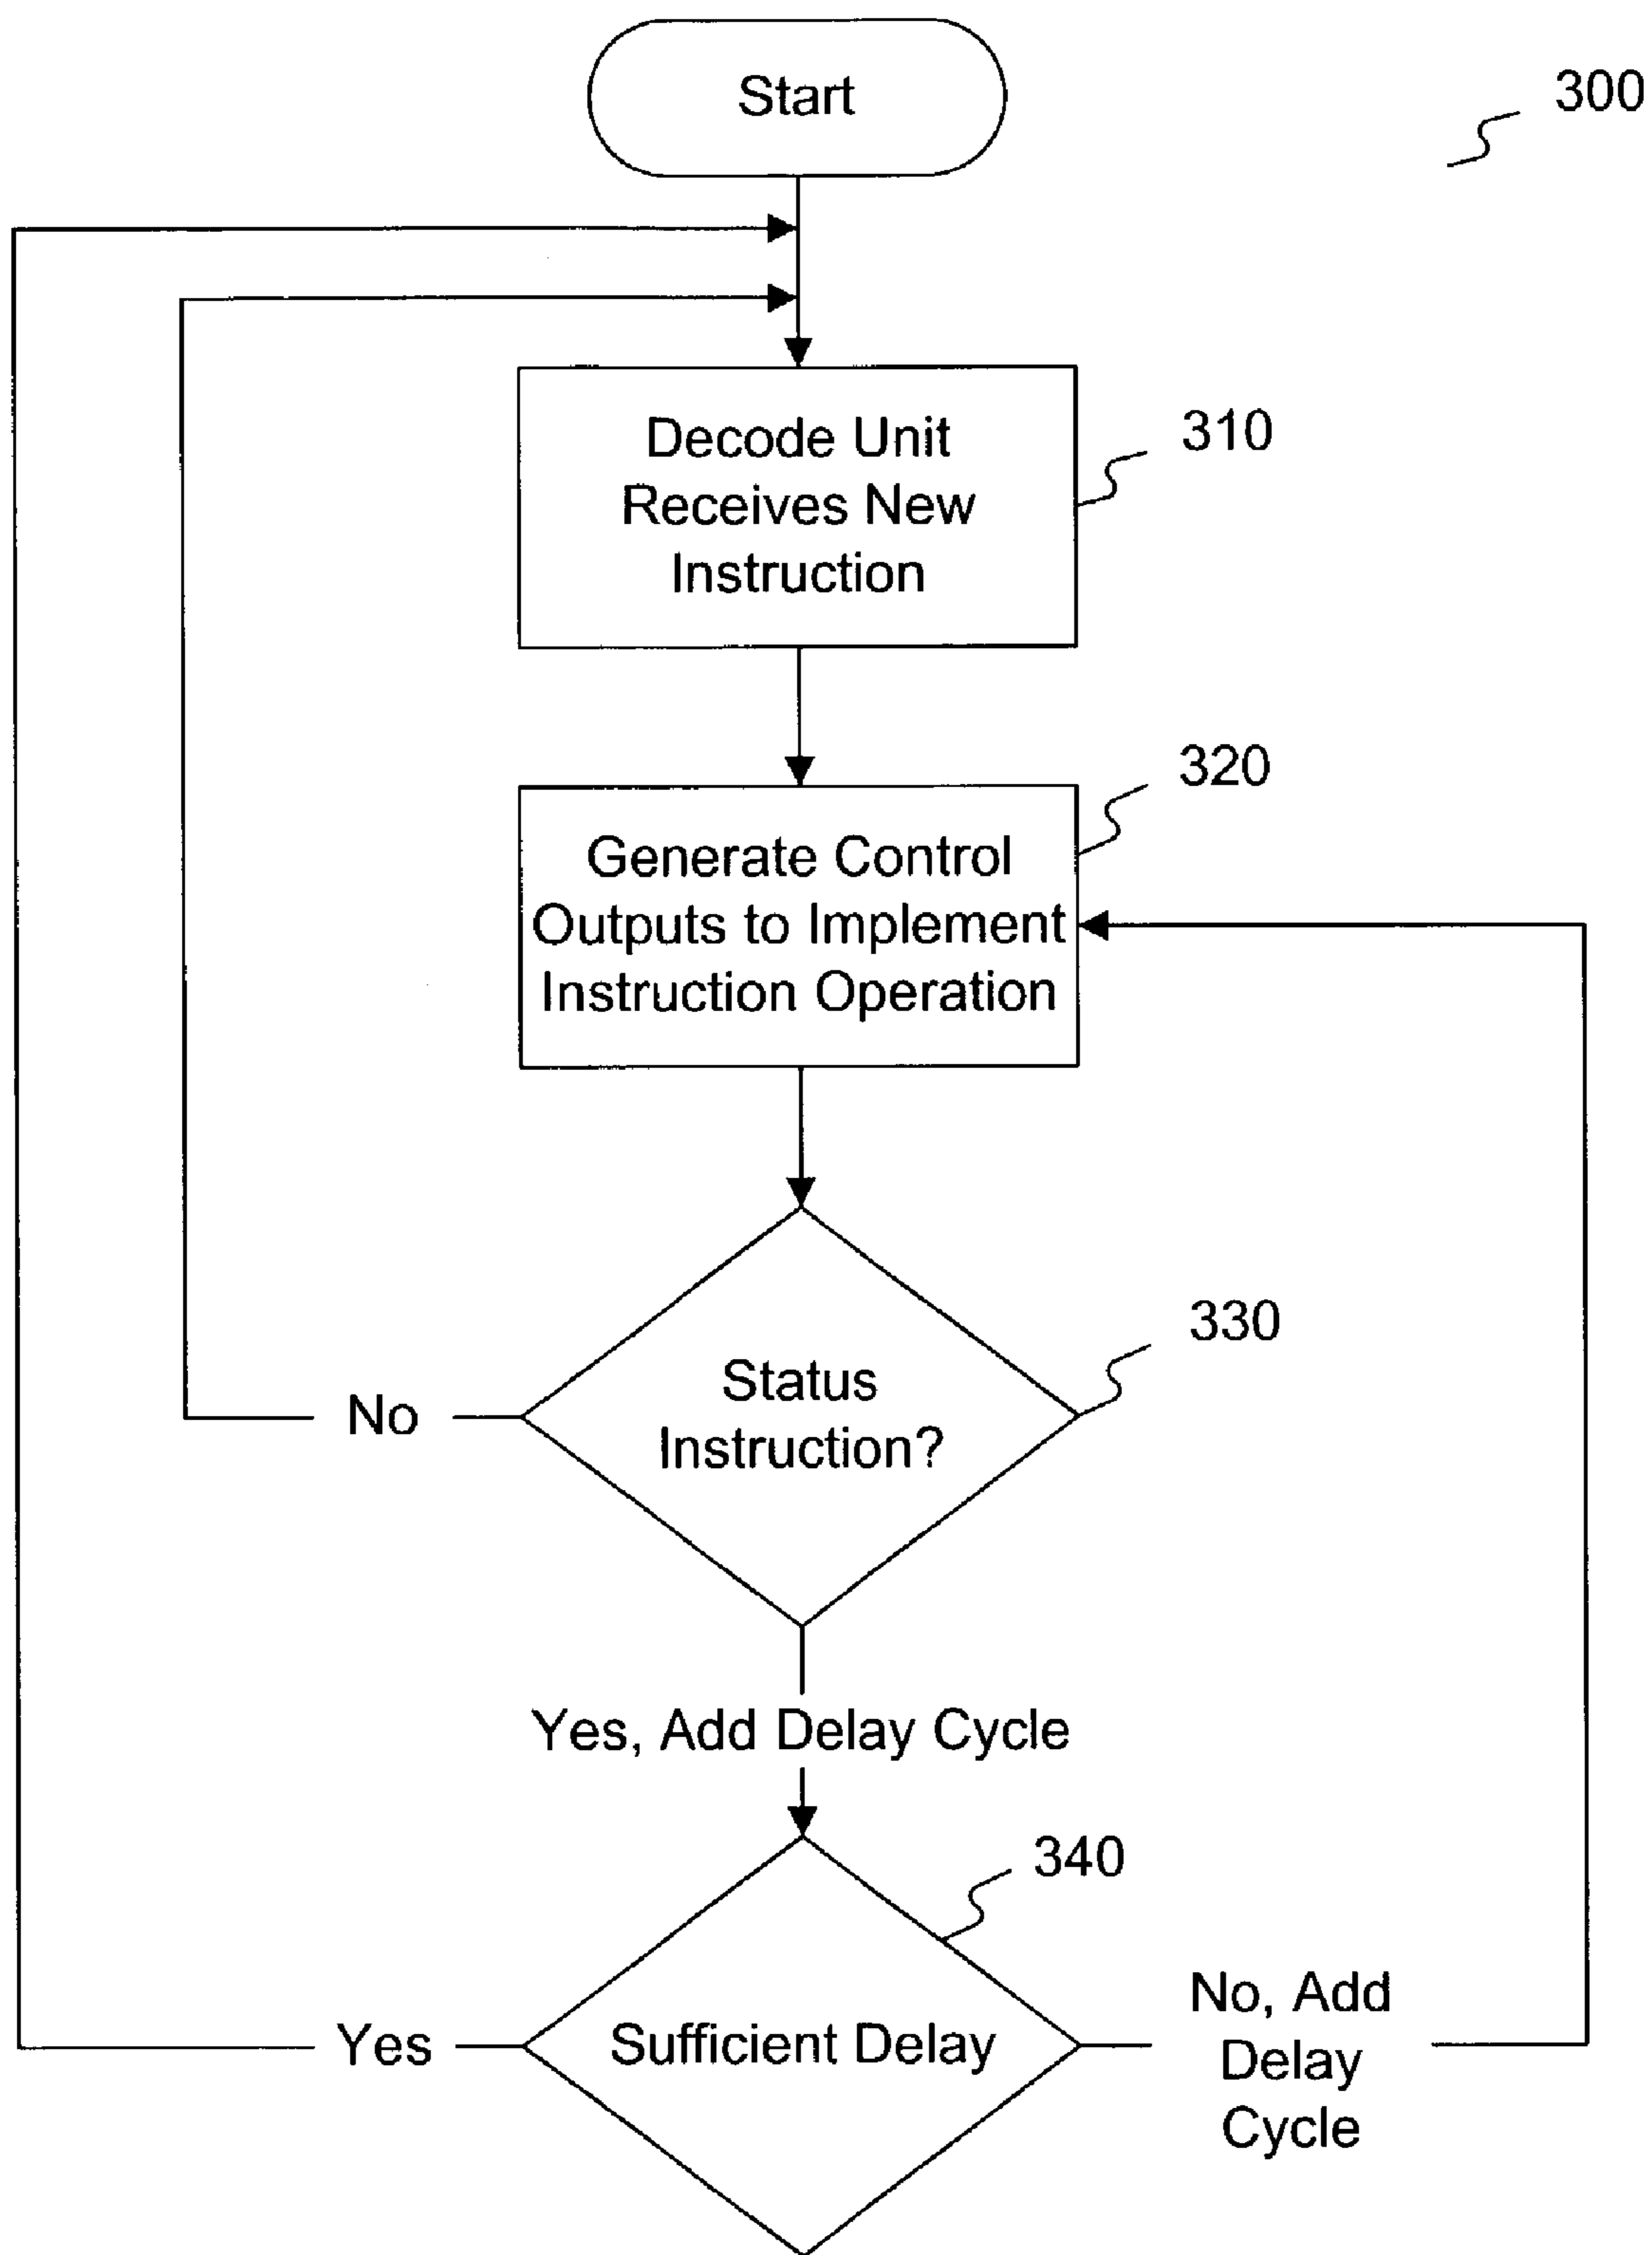 Start
300
Decode Unit
Receives New
Instruction
310
320
Generate Control
Outputs to Implement
Instruction Operation
330
Status
Instruction?
No
Yes, Add Delay Cycle
340
Sufficient Delay
Yes
No, Add
Delay
Cycle